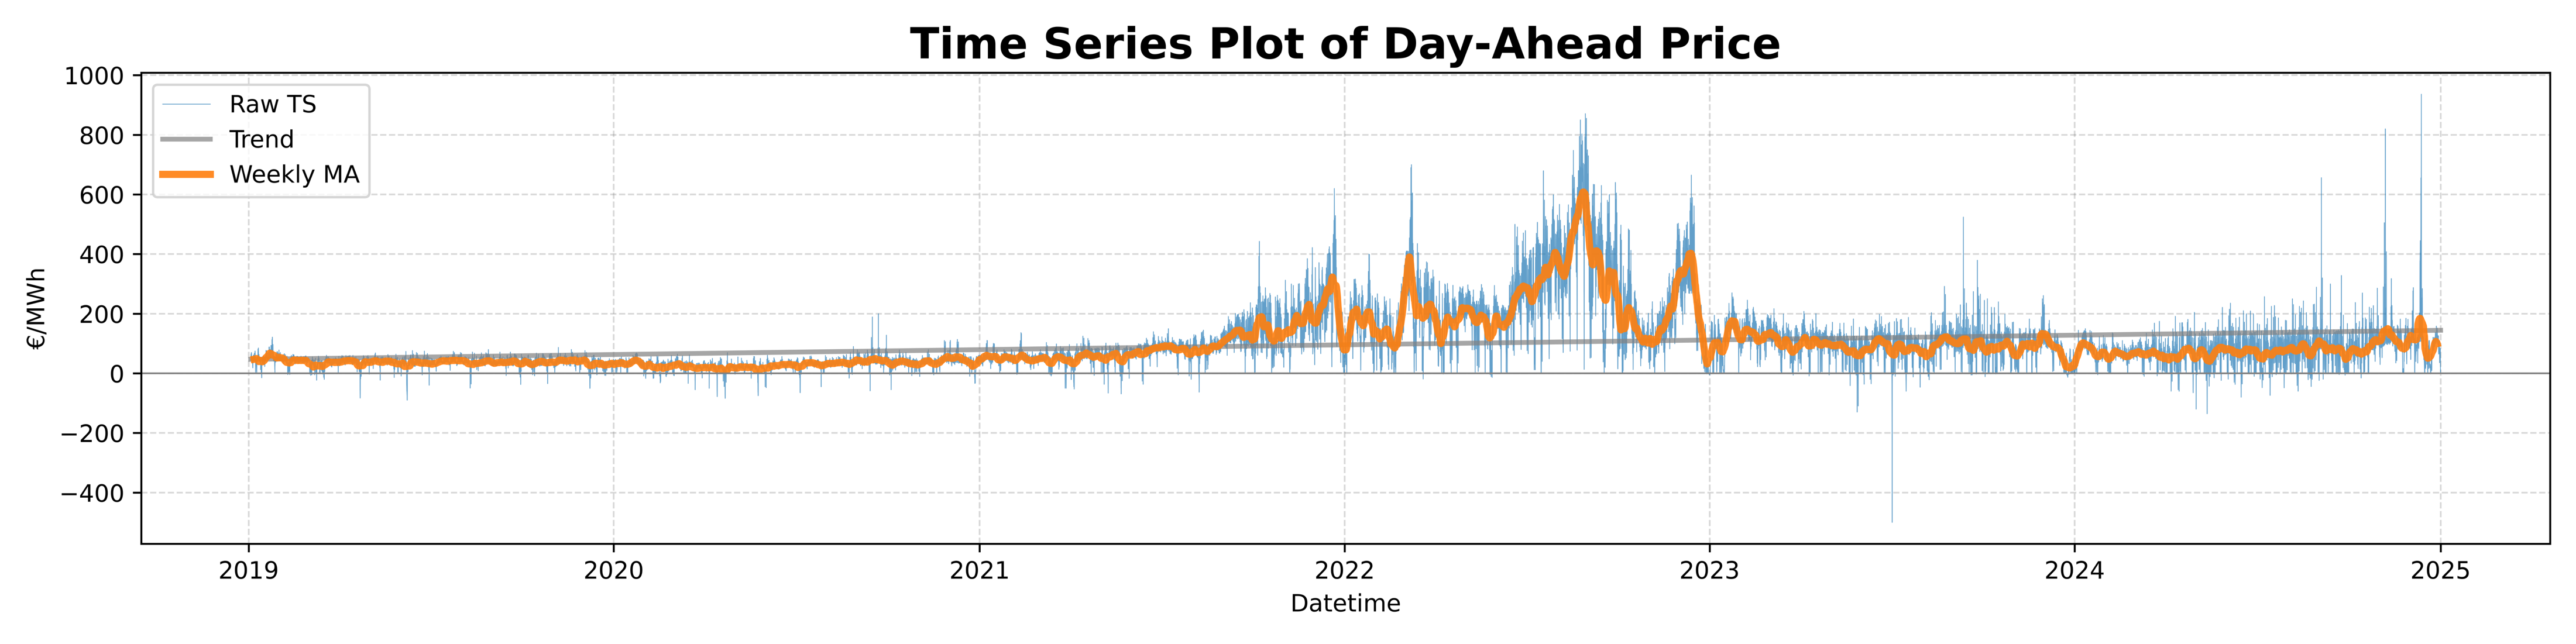 Time Series Plot of Day-Ahead Price
1000
800
600
400
200
0
−200
−400
€/MWh
Raw TS
Trend
Weekly MA
2019
2020
2021
2022
2023
2024
2025
Datetime